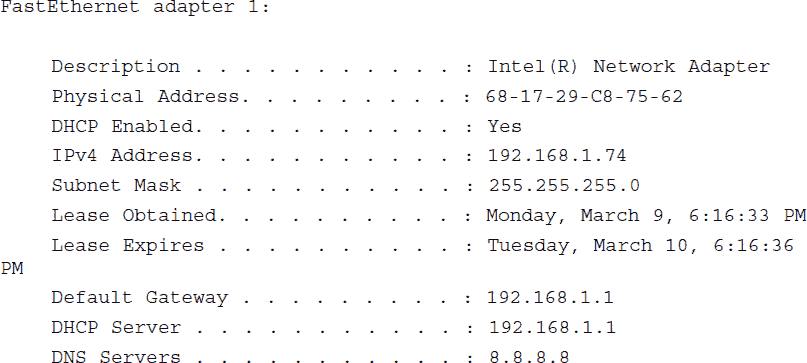 FastEthernet adapter 1:
Description . . . . . . . . . . . . : Intel(R) Network Adapter
Physical Address. . . . . . . . . : 68-17-29-C8-75-62
DHCP Enabled. . . . . . . . . . . : Yes
IPv4 Address. . . . . . . . . . . : 192.168.1.74
Subnet Mask . . . . . . . . . . . . : 255.255.255.0
Lease Obtained. . . . . . . . . . : Monday, March 9, 6:16:33 PM
Lease Expires . . . . . . . . . . : Tuesday, March 10, 6:16:36
PM
Default Gateway . . . . . . . . . : 192.168.1.1
DHCP Server . . . . . . . . . . . . : 192.168.1.1
DNS Servers . . . . . . . . . . . . : 8.8.8.8